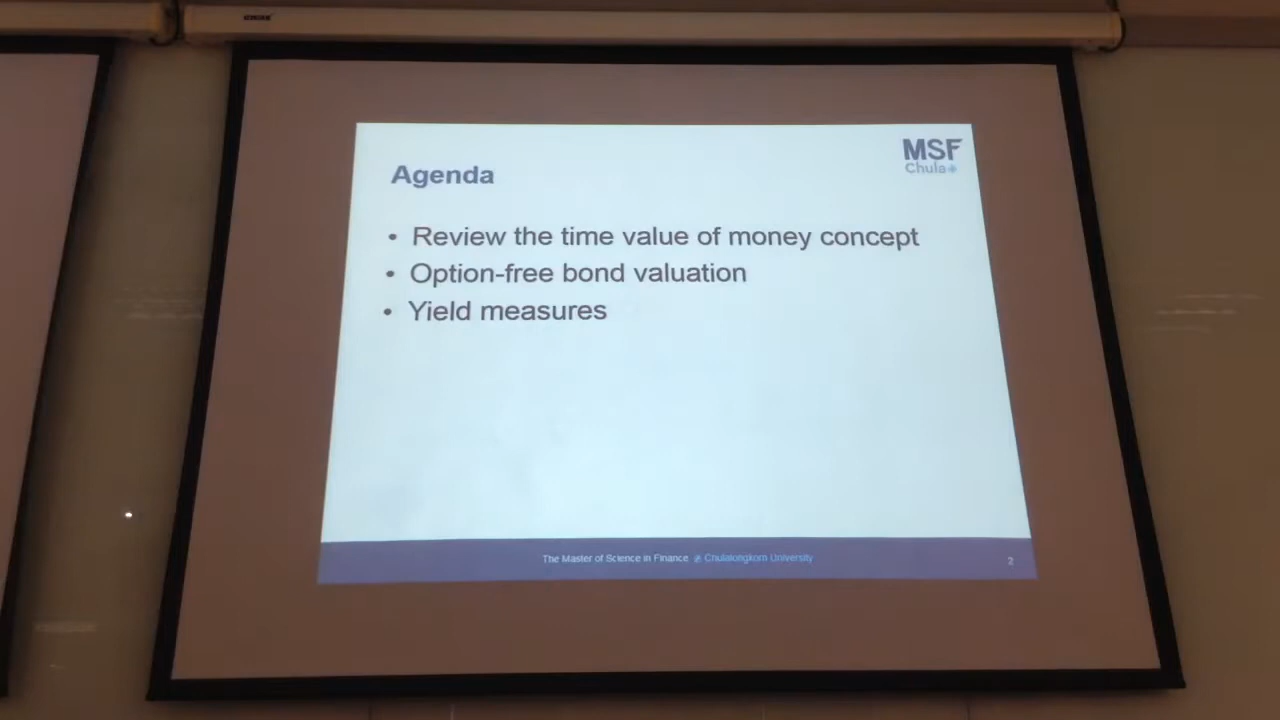 MSF
Chula
Agenda
• Review the time value of money concept
• Option-free bond valuation
• Yield measures
The Master of Science in Finance @ Chulalongkorn University
2